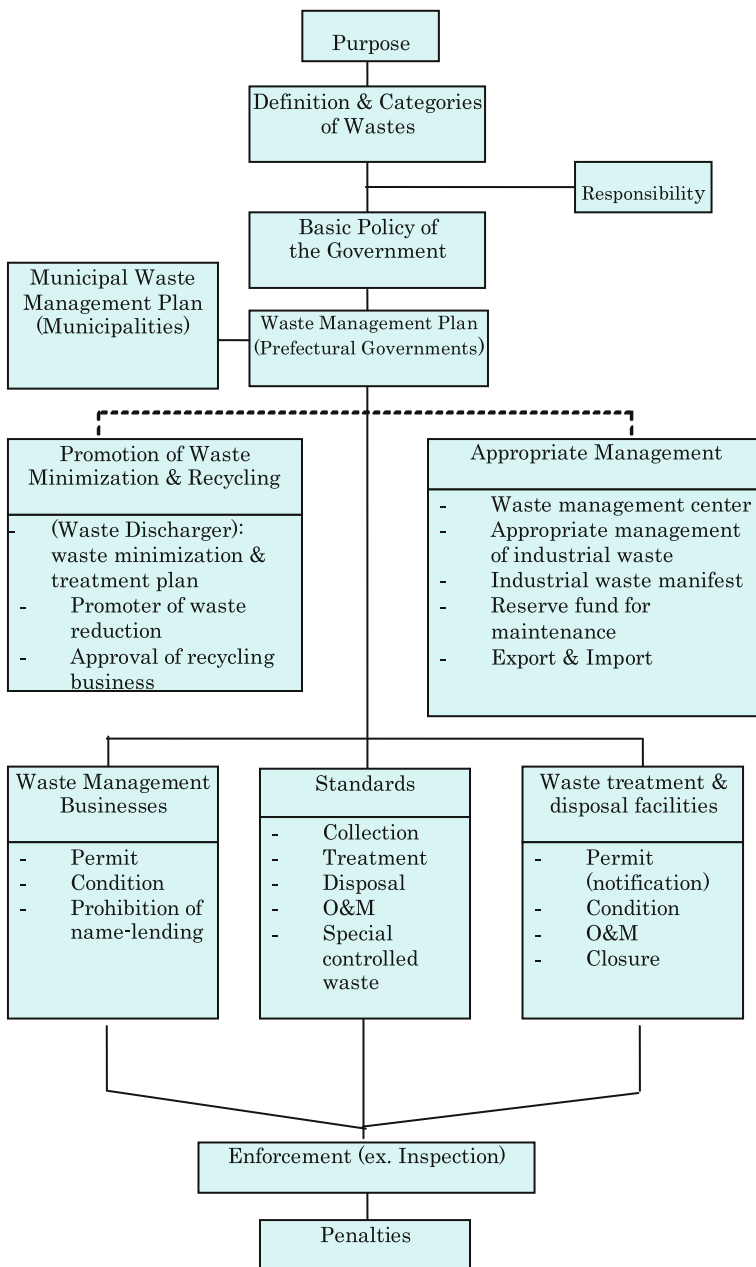 Purpose
Definition & Categories
of Wastes
Responsibility
Basic Policy of
the Government
Municipal Waste
Management Plan
(Municipalities)
Waste Management Plan
(Prefectural Governments)
Promotion of Waste
Minimization & Recycling
- (Waste Discharger):
waste minimization &
treatment plan
- Promoter of waste
reduction
- Approval of recycling
business
Appropriate Management
- Waste management center
- Appropriate management
of industrial waste
- Industrial waste manifest
- Reserve fund for
maintenance
- Export & Import
Waste Management
Businesses
- Permit
- Condition
- Prohibition of
name-lending
Standards
- Collection
- Treatment
- Disposal
- O&M
- Special
controlled
waste
Waste treatment &
disposal facilities
- Permit
(notification)
- Condition
- O&M
- Closure
Enforcement (ex. Inspection)
Penalties